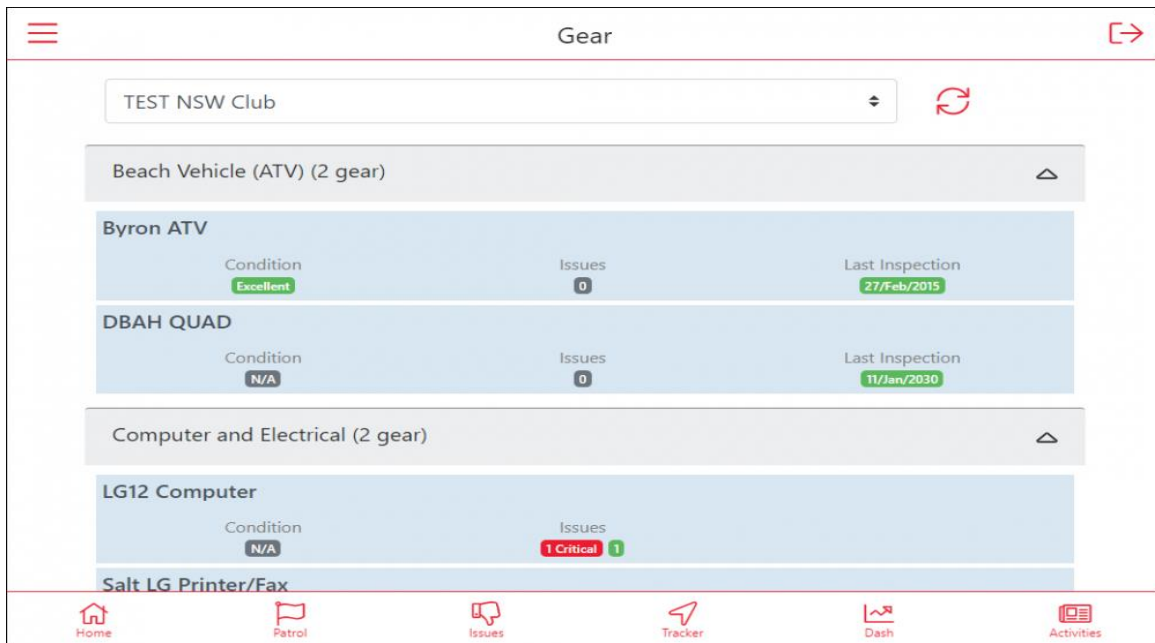 Gear
TEST NSW Club
Beach Vehicle (ATV) (2 gear)
Byron ATV
Condition Issues Last Inspection
Excellent 0 27/Feb/2015
DBAH QUAD
Condition Issues Last Inspection
N/A 0 11/Jan/2030
Computer and Electrical (2 gear)
LG12 Computer
Condition Issues
N/A 1 Critical 1
Salt LG Printer/Fax
Home Patrol Issues Tracker Dash Activities